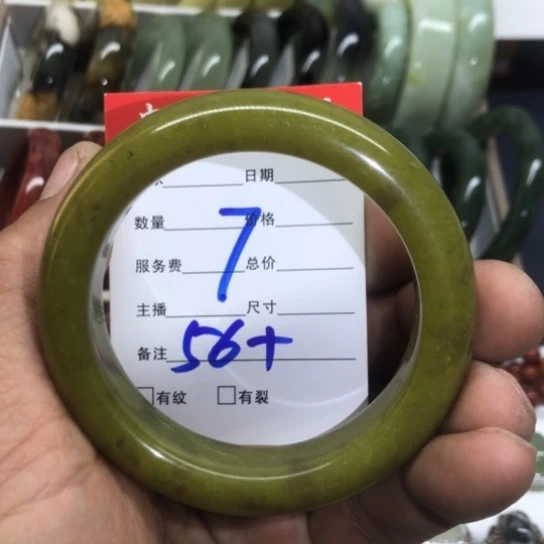 日期
数量 价格
7
服务费 总价
主播 尺寸
备注 56+
□有纹 □有裂